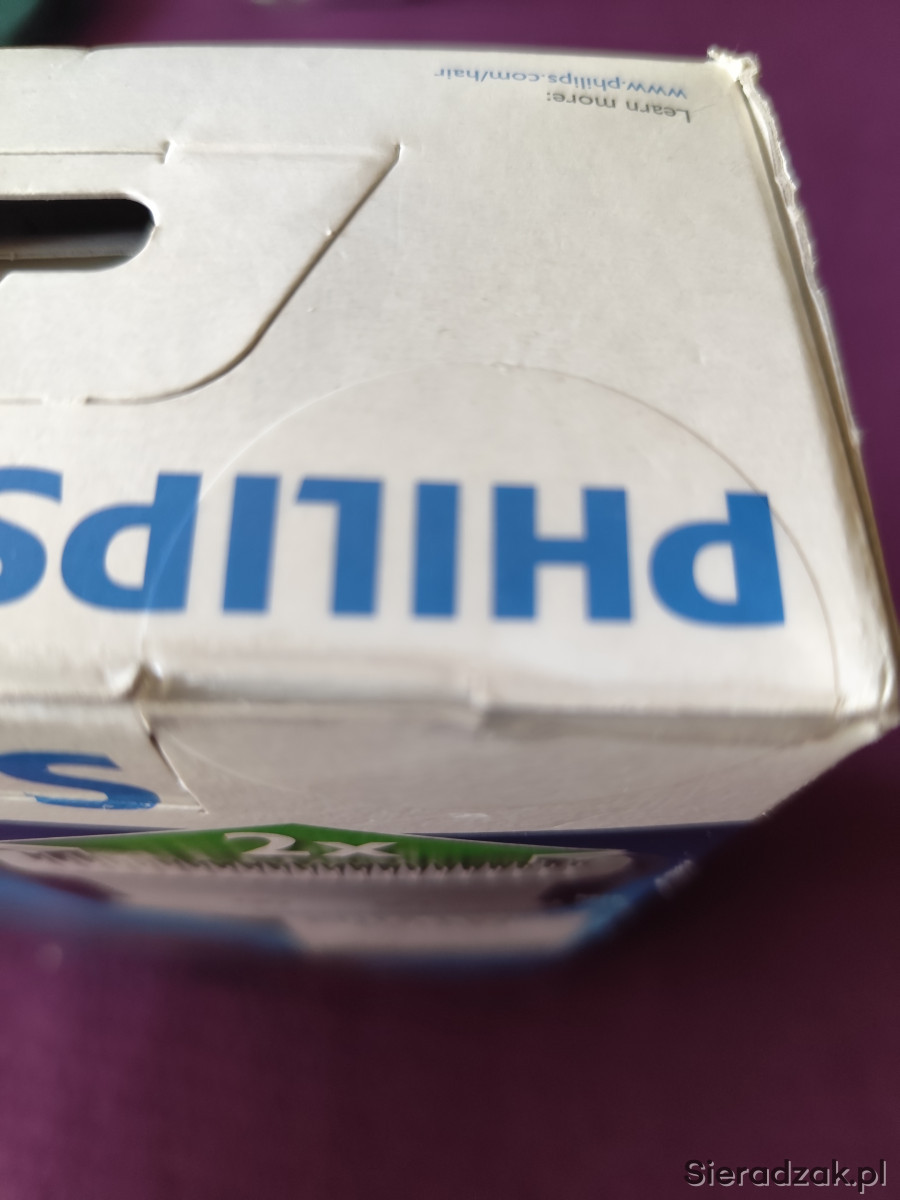 Learn more:
www.philips.com/hair
PHILIPS
S
2x
Sieradzak.pl